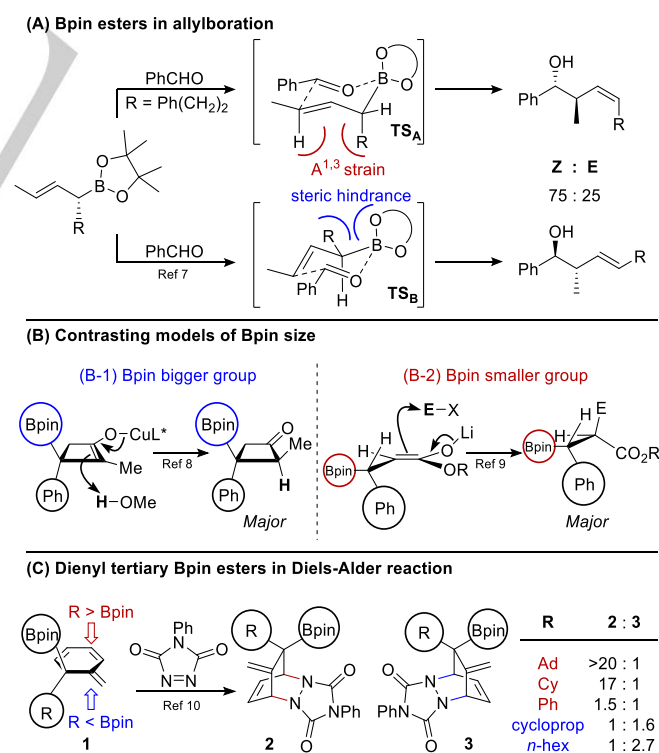 (A) Bpin esters in allylboration
PhCHO
R = Ph(CH2)2
Ph
O
B
O
O
H
H
R
TSA
A1,3 strain
OH
Ph
R
Z : E
75 : 25
O
B
O
R
steric hindrance
PhCHO
Ref 7
R
B
O
O
O
Ph
H
TSB
OH
Ph
R
(B) Contrasting models of Bpin size
(B-1) Bpin bigger group
Bpin
O–CuL*
Me
Ph
H–OMe
Ref 8
Bpin
O
Me
H
Ph
Major
(B-2) Bpin smaller group
E–X
Li
H
H
O
OR
Bpin
Ph
Ref 9
E
H
H
Bpin
CO2R
Ph
Major
(C) Dienyl tertiary Bpin esters in Diels-Alder reaction
R > Bpin
Bpin
R
R < Bpin
1
Ph
O
N
O
N=N
Ref 10
R
Bpin
N
N
O
N
O
Ph
2
Bpin
R
O
N
N
N
O
Ph
3
R 2 : 3
Ad >20 : 1
Cy 17 : 1
Ph 1.5 : 1
cycloprop 1 : 1.6
n-hex 1 : 2.7